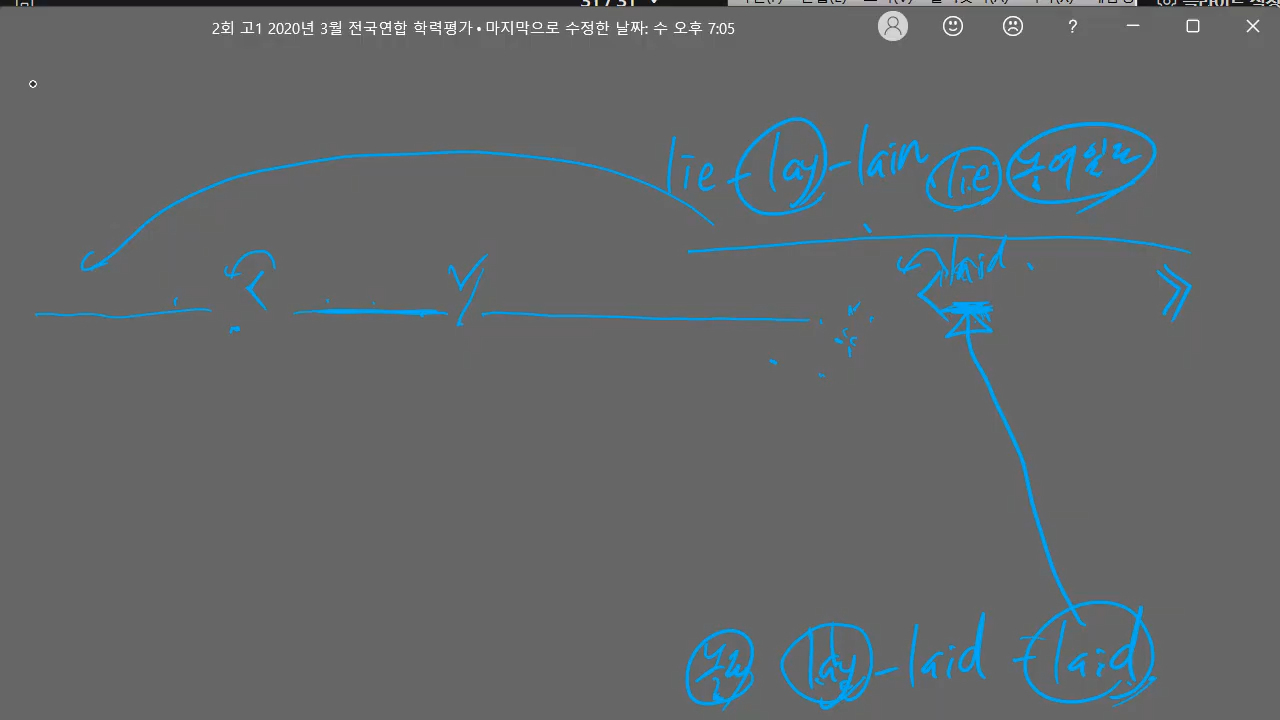 2회 고1 2020년 3월 전국연합 학력평가 • 마지막으로 수정한 날짜: 수 오후 7:05
lie - lay - lain lie 놓여있다
laid
lay - laid - laid